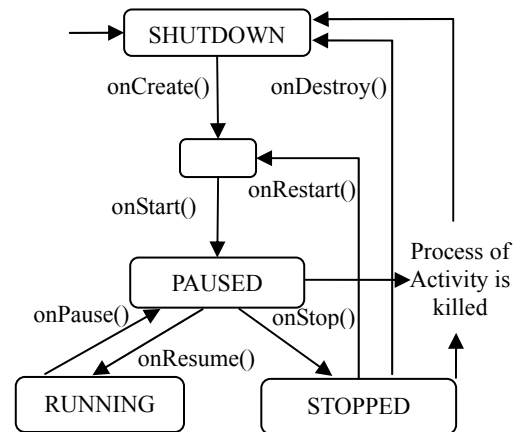 SHUTDOWN
onCreate()
onDestroy()
onRestart()
onStart()
Process of
Activity is
killed
PAUSED
onPause()
onStop()
onResume()
RUNNING
STOPPED